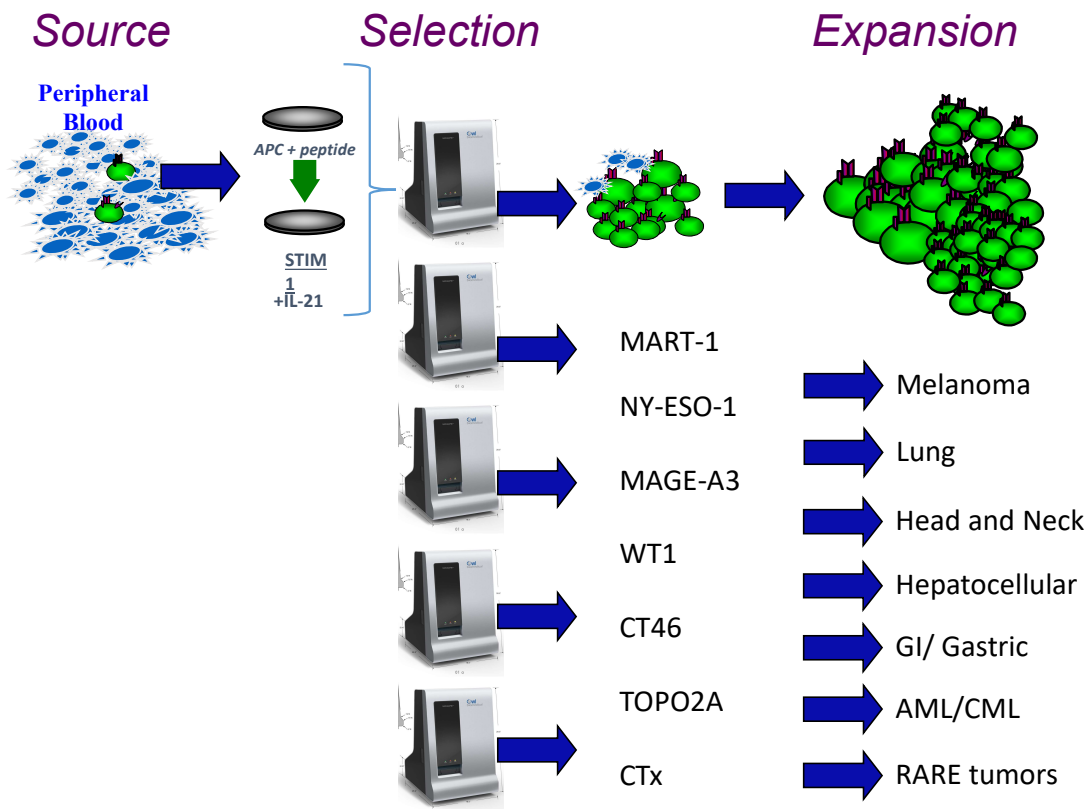 Source
Selection
Expansion
Peripheral
Blood
APC + peptide
STIM
1
+IL-21
MART-1
NY-ESO-1
MAGE-A3
WT1
CT46
TOPO2A
CTx
Melanoma
Lung
Head and Neck
Hepatocellular
GI/ Gastric
AML/CML
RARE tumors